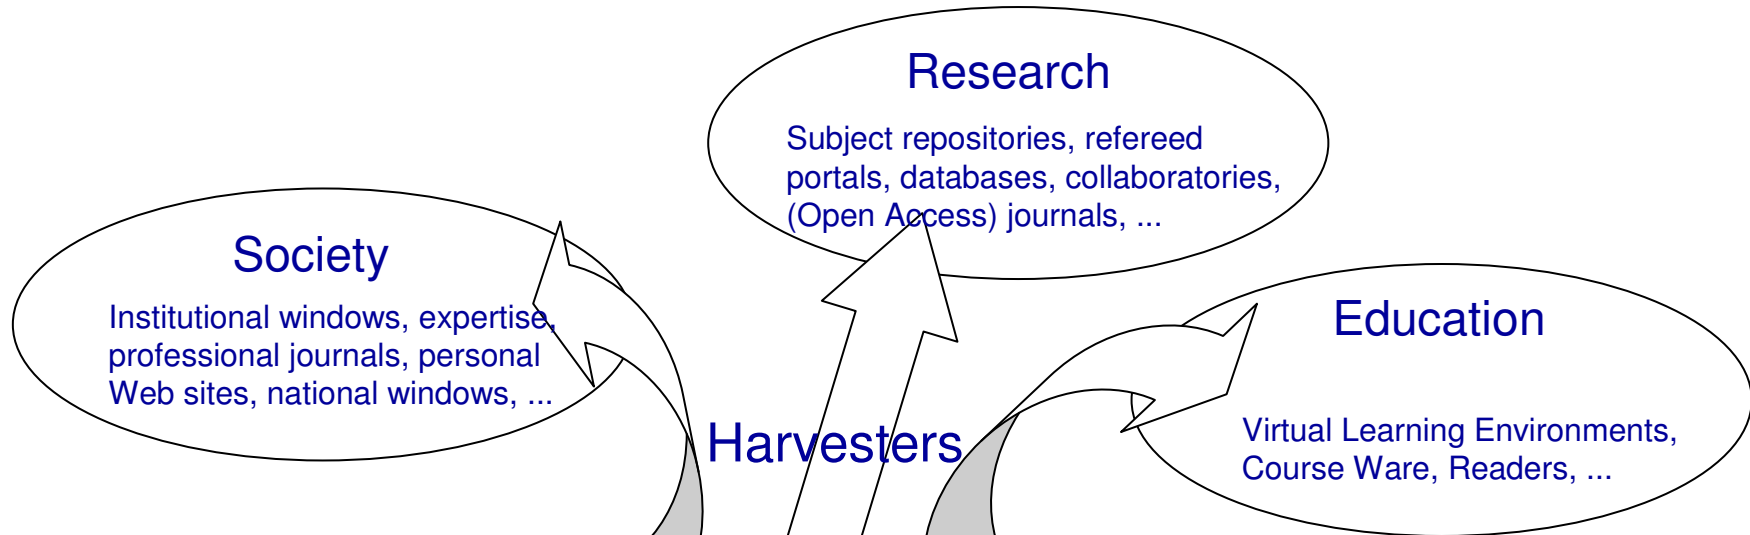 Research
Subject repositories, refereed
portals, databases, collaboratories,
(Open Access) journals, ...
Society
Institutional windows, expertise,
professional journals, personal
Web sites, national windows, ...
Education
Virtual Learning Environments,
Course Ware, Readers, ...
Harvesters